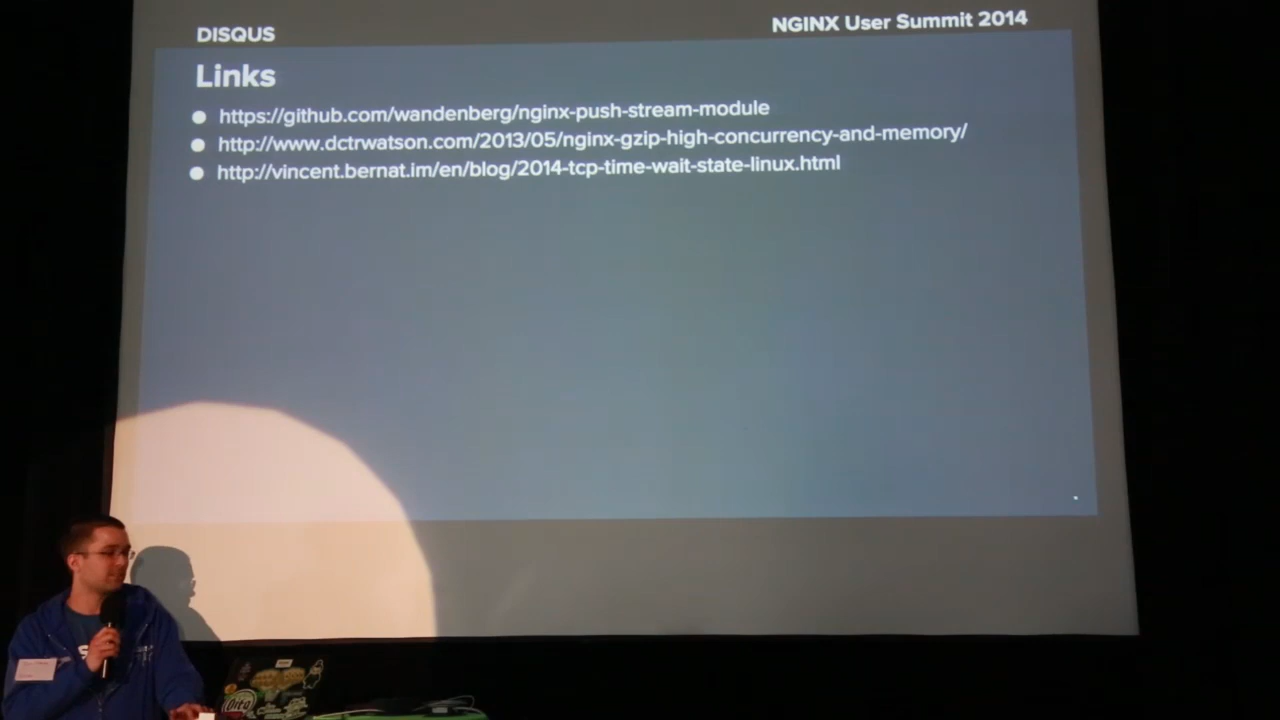 DISQUS
NGINX User Summit 2014
Links
https://github.com/wandenberg/nginx-push-stream-module
http://www.dctrwatson.com/2013/05/nginx-gzip-high-concurrency-and-memory/
http://vincent.bernat.im/en/blog/2014-tcp-time-wait-state-linux.html